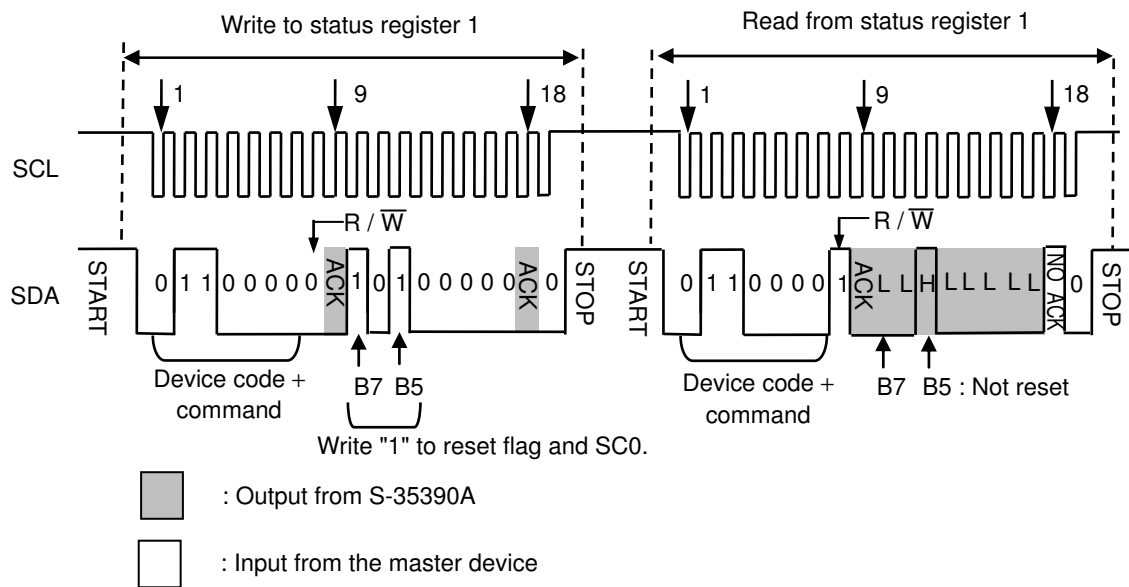 Write to status register 1
Read from status register 1
1 9 18 1 9 18
SCL
R / W R / W
SDA
START 0 1 1 0 0 0 0 0 ACK 1 0 1 0 0 0 0 0 ACK 0 STOP START 0 1 1 0 0 0 0 1 ACK L L H L L L L L NO ACK 0 STOP
Device code + command
B7 B5
Device code + command
B7 B5 : Not reset
Write "1" to reset flag and SC0.
: Output from S-35390A
: Input from the master device